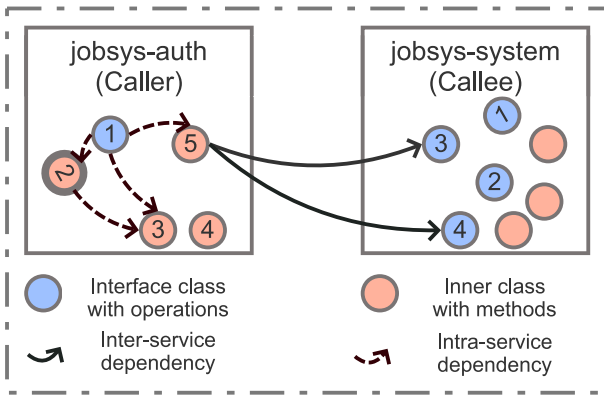 jobsys-auth
(Caller)
jobsys-system
(Callee)
1
5
2
3
4
1
3
2
4
Interface class
with operations
Inner class
with methods
Inter-service
dependency
Intra-service
dependency